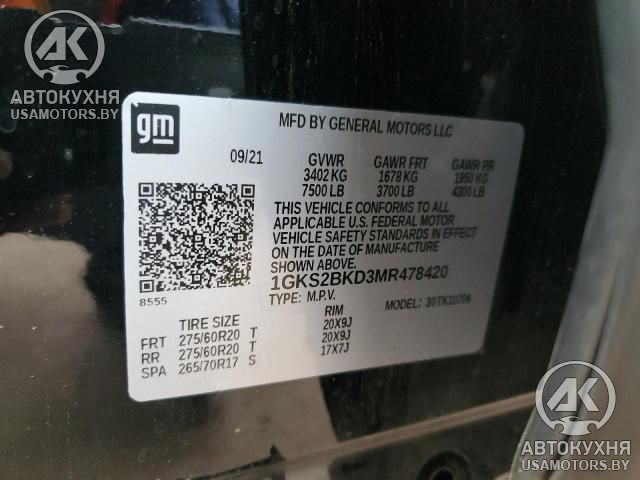 АК
АВТОКУХНЯ
USAMOTORS.BY
gm
MFD BY GENERAL MOTORS LLC
09/21 GVWR GAWR FRT GAWR RR
3402 KG 1678 KG 1950 KG
7500 LB 3700 LB 4300 LB
THIS VEHICLE CONFORMS TO ALL
APPLICABLE U.S. FEDERAL MOTOR
VEHICLE SAFETY STANDARDS IN EFFECT
ON THE DATE OF MANUFACTURE
SHOWN ABOVE.
1GKS2BKD3MR478420
8555 TYPE: M.P.V. MODEL: 30TK10706
TIRE SIZE RIM
FRT 275/60R20 T 20X9J
RR 275/60R20 T 20X9J
SPA 265/70R17 S 17X7J
АК
АВТОКУХНЯ
USAMOTORS.BY